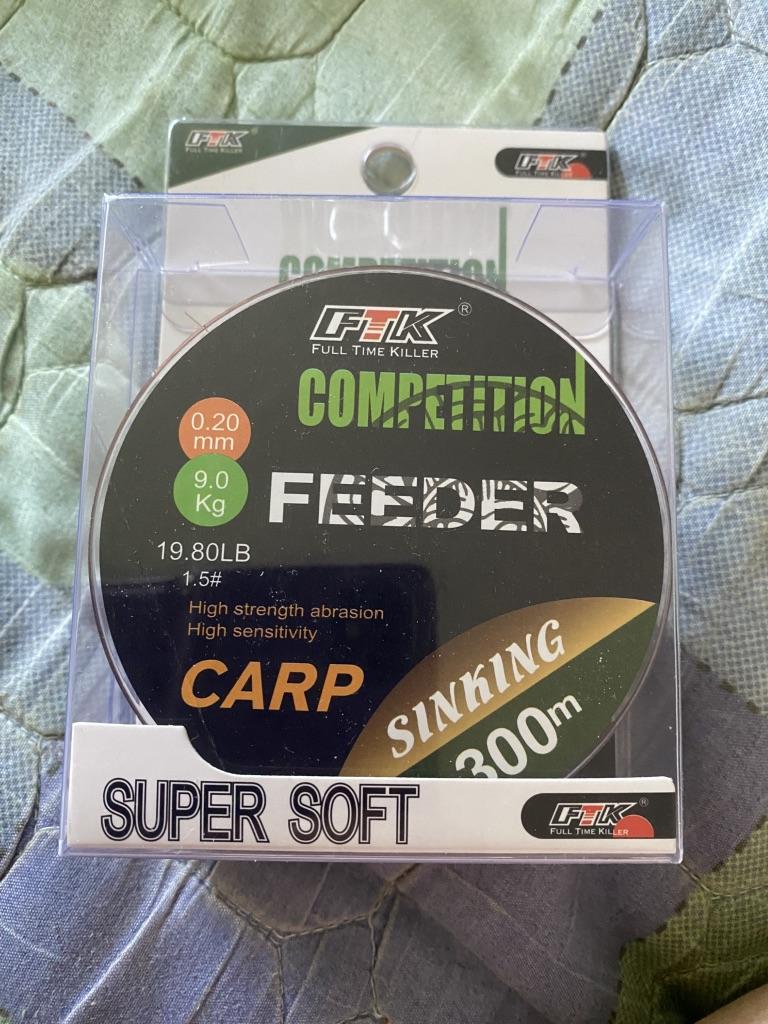 FTK®
FULL TIME KILLER
FTK®
FULL TIME KILLER
COMPETITION
FTK®
FULL TIME KILLER
COMPETITION
0.20
mm
9.0
Kg
FEEDER
19.80LB
1.5#
High strength abrasion
High sensitivity
CARP
SINKING
300m
SUPER SOFT
FTK®
FULL TIME KILLER